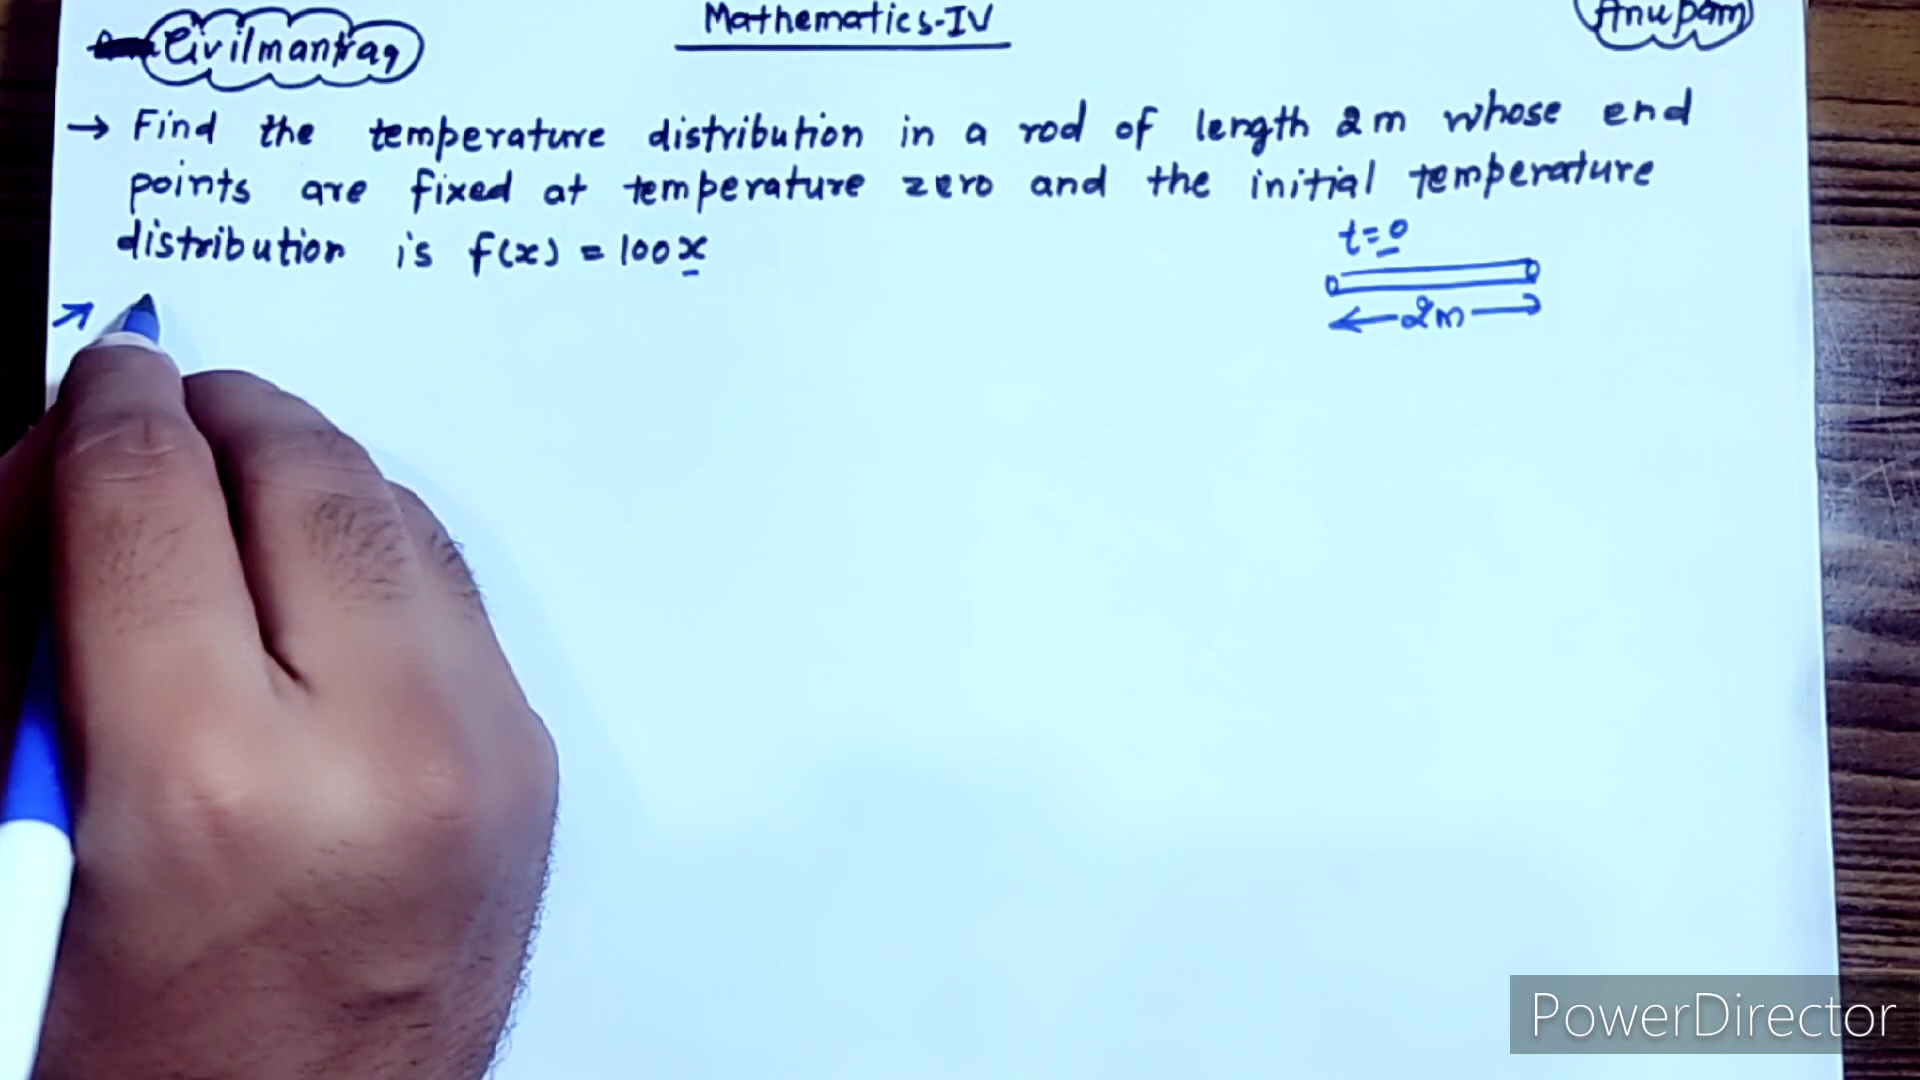 Civilmantrag
Mathematics-IV
Anupam
→ Find the temperature distribution in a rod of length 2m whose end
points are fixed at temperature zero and the initial temperature
distribution is f(x) = 100x
t=0
2m
PowerDirector